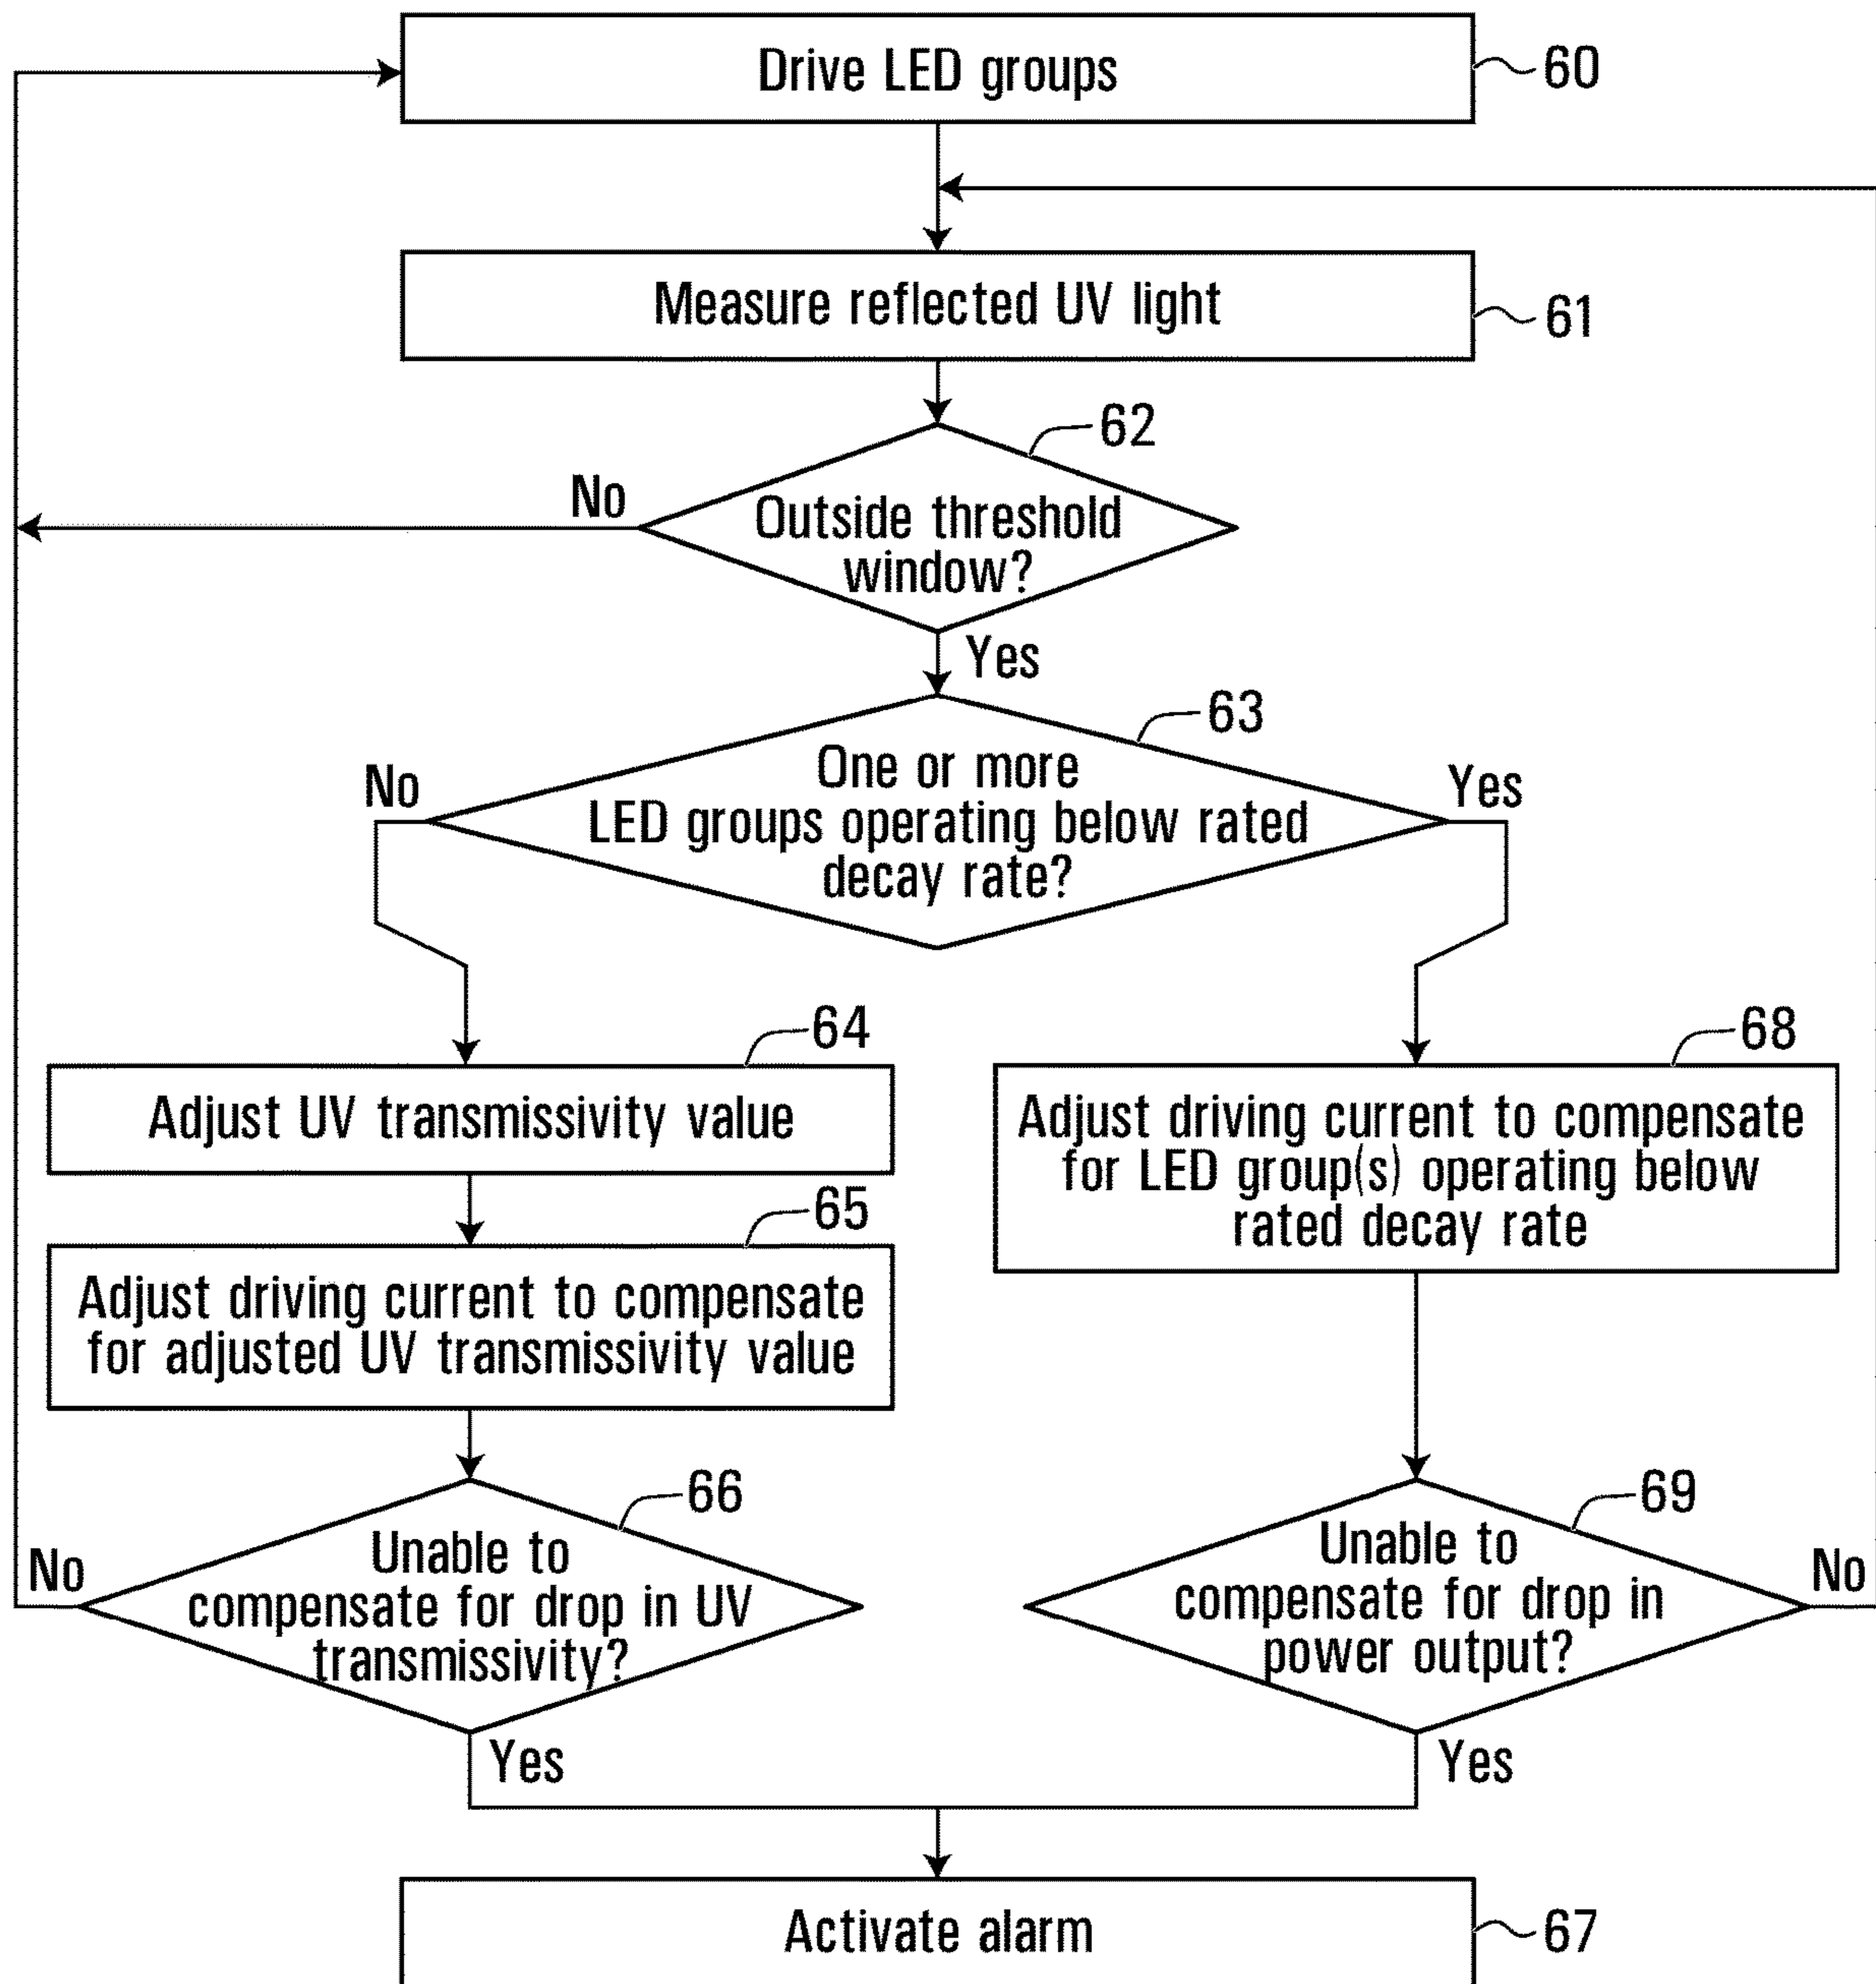 Drive LED groups
60
Measure reflected UV light
61
62
No
Outside threshold
window?
Yes
63
No
One or more
LED groups operating below rated
decay rate?
Yes
64
Adjust UV transmissivity value
68
Adjust driving current to compensate
for LED group(s) operating below
rated decay rate
65
Adjust driving current to compensate
for adjusted UV transmissivity value
66
No
Unable to
compensate for drop in UV
transmissivity?
Yes
69
Unable to
compensate for drop in
power output?
No
Yes
Activate alarm
67